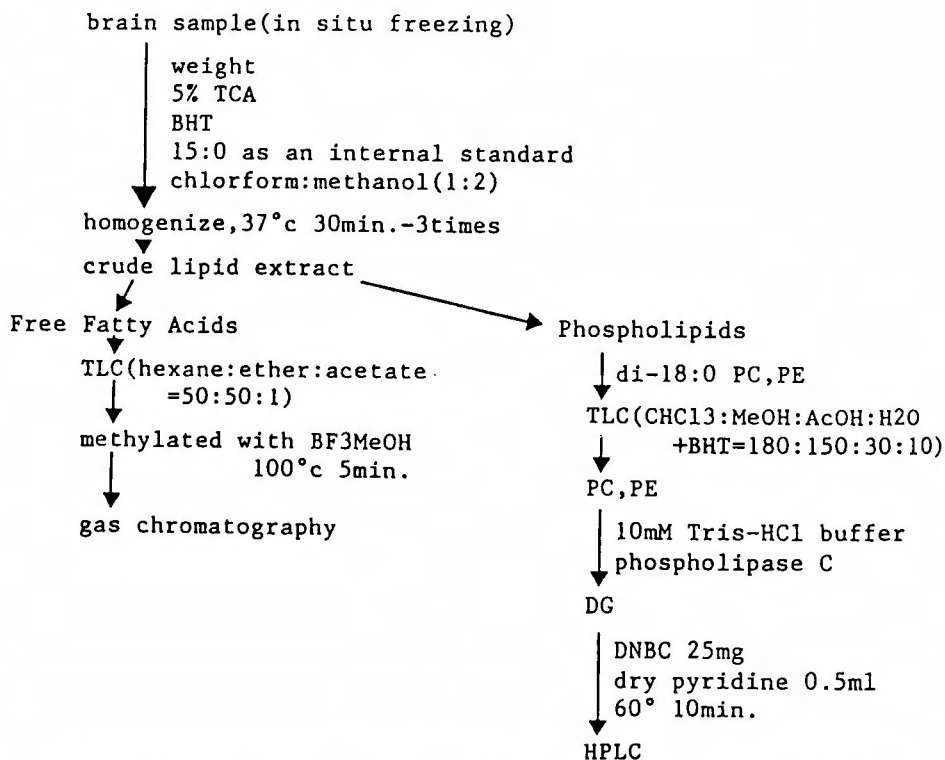 brain sample(in situ freezing)
weight
5% TCA
BHT
15:0 as an internal standard
chlorform:methanol(1:2)
homogenize,37°c 30min.-3times
crude lipid extract
Free Fatty Acids
TLC(hexane:ether:acetate
=50:50:1)
methylated with BF3MeOH
100°c 5min.
gas chromatography
Phospholipids
di-18:0 PC,PE
TLC(CHCl3:MeOH:AcOH:H2O
+BHT=180:150:30:10)
PC,PE
10mM Tris-HCl buffer
phospholipase C
DG
DNBC 25mg
dry pyridine 0.5ml
60° 10min.
HPLC